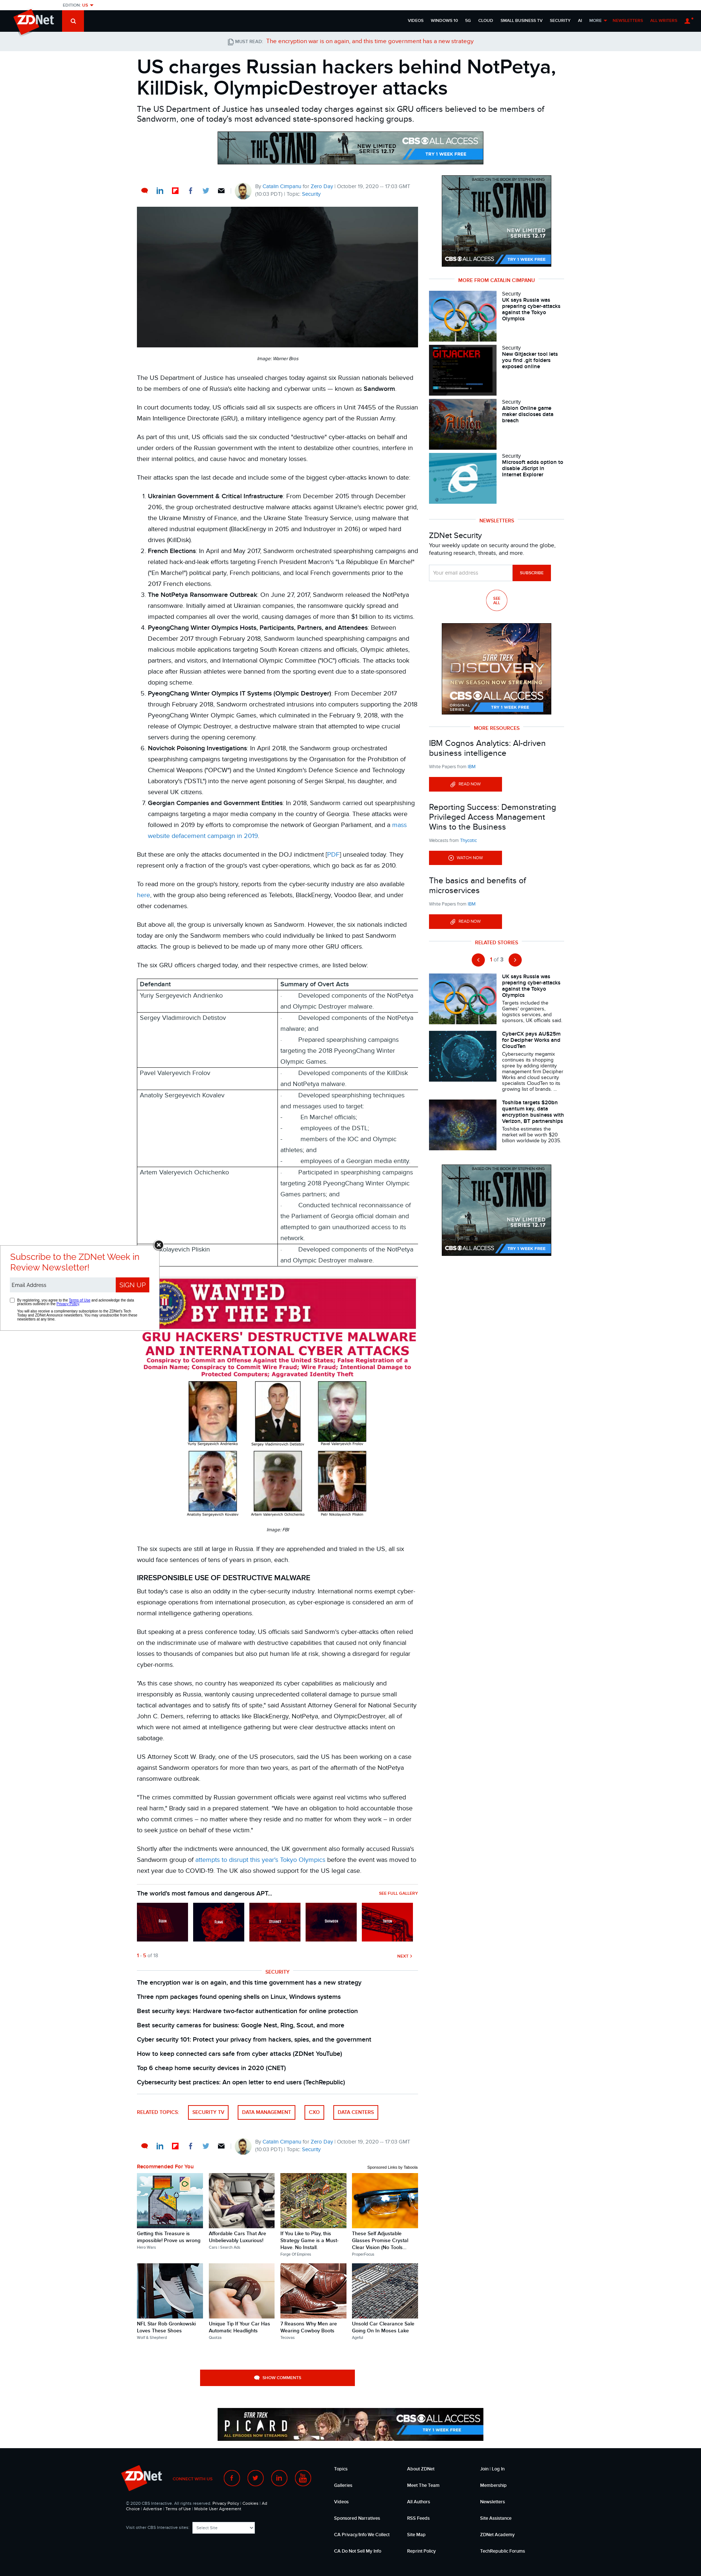 EDITION: US
ZDNet
VIDEOS
WINDOWS 10
5G
CLOUD
SMALL BUSINESS TV
SECURITY
AI
MORE
NEWSLETTERS
ALL WRITERS
MUST READ: The encryption war is on again, and this time government has a new strategy
US charges Russian hackers behind NotPetya,
KillDisk, OlympicDestroyer attacks
The US Department of Justice has unsealed today charges against six GRU officers believed to be members of
Sandworm, one of today's most advanced state-sponsored hacking groups.
THE STAND
NEW LIMITED
SERIES 12.17
CBS ALL ACCESS
TRY 1 WEEK FREE
By Catalin Cimpanu for Zero Day | October 19, 2020 -- 17:03 GMT
(10:03 PDT) | Topic: Security
Image: Warner Bros
The US Department of Justice has unsealed charges today against six Russian nationals believed
to be members of one of Russia's elite hacking and cyberwar units — known as Sandworm.
In court documents today, US officials said all six suspects are officers in Unit 74455 of the Russian
Main Intelligence Directorate (GRU), a military intelligence agency part of the Russian Army.
As part of this unit, US officials said the six conducted "destructive" cyber-attacks on behalf and
under orders of the Russian government with the intent to destabilize other countries, interfere in
their internal politics, and cause havoc and monetary losses.
Their attacks span the last decade and include some of the biggest cyber-attacks known to date:
1. Ukrainian Government & Critical Infrastructure: From December 2015 through December
2016, the group orchestrated destructive malware attacks against Ukraine's electric power grid,
the Ukraine Ministry of Finance, and the Ukraine State Treasury Service, using malware that
altered industrial equipment (BlackEnergy in 2015 and Industroyer in 2016) or wiped hard
drives (KillDisk).
2. French Elections: In April and May 2017, Sandworm orchestrated spearphishing campaigns and
related hack-and-leak efforts targeting French President Macron's "La République En Marche!"
("En Marche!") political party, French politicians, and local French governments prior to the
2017 French elections.
3. The NotPetya Ransomware Outbreak: On June 27, 2017, Sandworm released the NotPetya
ransomware. Initially aimed at Ukrainian companies, the ransomware quickly spread and
impacted companies all over the world, causing damages of more than $1 billion to its victims.
4. PyeongChang Winter Olympics Hosts, Participants, Partners, and Attendees: Between
December 2017 through February 2018, Sandworm launched spearphishing campaigns and
malicious mobile applications targeting South Korean citizens and officials, Olympic athletes,
partners, and visitors, and International Olympic Committee ("IOC") officials. The attacks took
place after Russian athletes were banned from the sporting event due to a state-sponsored
doping scheme.
5. PyeongChang Winter Olympics IT Systems (Olympic Destroyer): From December 2017
through February 2018, Sandworm orchestrated intrusions into computers supporting the 2018
PyeongChang Winter Olympic Games, which culminated in February 9, 2018, with the
release of Olympic Destroyer, a destructive malware strain that attempted to wipe crucial
servers during the opening ceremony.
6. Novichok Poisoning Investigations: In April 2018, the Sandworm group orchestrated
spearphishing campaigns targeting investigations by the Organisation for the Prohibition of
Chemical Weapons ("OPCW") and the United Kingdom's Defence Science and Technology
Laboratory's ("DSTL") into the nerve agent poisoning of Sergei Skripal, his daughter, and
several UK citizens.
7. Georgian Companies and Government Entities: In 2018, Sandworm carried out spearphishing
campaigns targeting a major media company in the country of Georgia. These attacks were
followed in 2019 by efforts to compromise the network of Georgian Parliament, and a mass
website defacement campaign in 2019.
But these are only the attacks documented in the DOJ indictment [PDF] unsealed today. They
represent only a fraction of the group's vast cyber-operations, which go back as far as 2010.
To read more on the group's history, reports from the cyber-security industry are also available
here, with the group also being referenced as Telebots, BlackEnergy, Voodoo Bear, and under
other codenames.
But above all, the group is universally known as Sandworm. However, the six nationals indicted
today are only the Sandworm members who could individually be linked to past Sandworm
attacks. The group is believed to be made up of many more other GRU officers.
The six GRU officers charged today, and their respective crimes, are listed below:
Defendant
Summary of Overt Acts
Yuriy Sergeyevich Andrienko
· Developed components of the NotPetya
and Olympic Destroyer malware.
Sergey Vladimirovich Detistov
· Developed components of the NotPetya
malware; and
· Prepared spearphishing campaigns
targeting the 2018 PyeongChang Winter
Olympic Games.
Pavel Valeryevich Frolov
· Developed components of the KillDisk
and NotPetya malware.
Anatoliy Sergeyevich Kovalev
· Developed spearphishing techniques
and messages used to target:
- En Marche! officials;
- employees of the DSTL;
- members of the IOC and Olympic
athletes; and
- employees of a Georgian media entity.
Artem Valeryevich Ochichenko
· Participated in spearphishing campaigns
targeting 2018 PyeongChang Winter Olympic
Games partners; and
· Conducted technical reconnaissance of
the Parliament of Georgia official domain and
attempted to gain unauthorized access to its
network.
olayevich Pliskin
· Developed components of the NotPetya
and Olympic Destroyer malware.
Subscribe to the ZDNet Week in
Review Newsletter!
Email Address
SIGN UP
By registering, you agree to the Terms of Use and acknowledge the data
practices outlined in the Privacy Policy.
You will also receive a complimentary subscription to the ZDNet's Tech
Today and ZDNet Announce newsletters. You may unsubscribe from these
newsletters at any time.
WANTED
BY THE FBI
GRU HACKERS' DESTRUCTIVE MALWARE
AND INTERNATIONAL CYBER ATTACKS
Conspiracy to Commit an Offense Against the United States; False Registration of a
Domain Name; Conspiracy to Commit Wire Fraud; Wire Fraud; Intentional Damage to
Protected Computers; Aggravated Identity Theft
Yuriy Sergeyevich Andrienko
Sergey Vladimirovich Detistov
Pavel Valeryevich Frolov
Anatoliy Sergeyevich Kovalev
Artem Valeryevich Ochichenko
Petr Nikolayevich Pliskin
Image: FBI
The six supects are still at large in Russia. If they are apprehended and trialed in the US, all six
would face sentences of tens of years in prison, each.
IRRESPONSIBLE USE OF DESTRUCTIVE MALWARE
But today's case is also an oddity in the cyber-security industry. International norms exempt cyber-
espionage operations from international prosecution, as cyber-espionage is considered an arm of
normal intelligence gathering operations.
But speaking at a press conference today, US officials said Sandworm's cyber-attacks often relied
on the indiscriminate use of malware with destructive capabilities that caused not only financial
losses to thousands of companies but also put human life at risk, showing a disregard for regular
cyber-norms.
"As this case shows, no country has weaponized its cyber capabilities as maliciously and
irresponsibly as Russia, wantonly causing unprecedented collateral damage to pursue small
tactical advantages and to satisfy fits of spite," said Assistant Attorney General for National Security
John C. Demers, referring to attacks like BlackEnergy, NotPetya, and OlympicDestroyer, all of
which were not aimed at intelligence gathering but were clear destructive attacks intent on
sabotage.
US Attorney Scott W. Brady, one of the US prosecutors, said the US has been working on a case
against Sandworm operators for more than two years, as part of the aftermath of the NotPetya
ransomware outbreak.
"The crimes committed by Russian government officials were against real victims who suffered
real harm," Brady said in a prepared statement. "We have an obligation to hold accountable those
who commit crimes – no matter where they reside and no matter for whom they work – in order
to seek justice on behalf of these victim."
Shortly after the indictments were announced, the UK government also formally accused Russia's
Sandworm group of attempts to disrupt this year's Tokyo Olympics before the event was moved to
next year due to COVID-19. The UK also showed support for the US legal case.
The world's most famous and dangerous APT...
SEE FULL GALLERY
1 - 5 of 18
NEXT
SECURITY
The encryption war is on again, and this time government has a new strategy
Three npm packages found opening shells on Linux, Windows systems
Best security keys: Hardware two-factor authentication for online protection
Best security cameras for business: Google Nest, Ring, Scout, and more
Cyber security 101: Protect your privacy from hackers, spies, and the government
How to keep connected cars safe from cyber attacks (ZDNet YouTube)
Top 6 cheap home security devices in 2020 (CNET)
Cybersecurity best practices: An open letter to end users (TechRepublic)
RELATED TOPICS:
SECURITY TV
DATA MANAGEMENT
CXO
DATA CENTERS
By Catalin Cimpanu for Zero Day | October 19, 2020 -- 17:03 GMT
(10:03 PDT) | Topic: Security
Recommended For You
Sponsored Links by Taboola
Getting this Treasure is
impossible! Prove us wrong
Hero Wars
Affordable Cars That Are
Unbelievably Luxurious!
Cars | Search Ads
If You Like to Play, this
Strategy Game is a Must-
Have. No Install.
Forge Of Empires
These Self Adjustable
Glasses Promise Crystal
Clear Vision (No Tools...
ProperFocus
NFL Star Rob Gronkowski
Loves These Shoes
Wolf & Shepherd
Unique Tip If Your Car Has
Automatic Headlights
Quotza
7 Reasons Why Men are
Wearing Cowboy Boots
Tecovas
Unsold Car Clearance Sale
Going On In Moses Lake
Agelist
SHOW COMMENTS
BASED ON THE BOOK BY STEPHEN KING
THE STAND
NEW LIMITED
SERIES 12.17
CBS ALL ACCESS
TRY 1 WEEK FREE
MORE FROM CATALIN CIMPANU
Security
UK says Russia was
preparing cyber-attacks
against the Tokyo
Olympics
GITJACKER
Security
New Gitjacker tool lets
you find .git folders
exposed online
Albion
Security
Albion Online game
maker discloses data
breach
Security
Microsoft adds option to
disable JScript in
Internet Explorer
NEWSLETTERS
ZDNet Security
Your weekly update on security around the globe,
featuring research, threats, and more.
Your email address
SUBSCRIBE
SEE
ALL
STAR TREK
DISCOVERY
NEW SEASON NOW STREAMING
CBS ALL ACCESS
ORIGINAL
SERIES
TRY 1 WEEK FREE
MORE RESOURCES
IBM Cognos Analytics: AI-driven
business intelligence
White Papers from IBM
READ NOW
Reporting Success: Demonstrating
Privileged Access Management
Wins to the Business
Webcasts from Thycotic
WATCH NOW
The basics and benefits of
microservices
White Papers from IBM
READ NOW
RELATED STORIES
1 of 3
UK says Russia was
preparing cyber-attacks
against the Tokyo
Olympics
Targets included the
Games' organizers,
logistics services, and
sponsors, UK officials said.
CyberCX pays AU$25m
for Decipher Works and
CloudTen
Cybersecurity megamix
continues its shopping
spree by adding identity
management firm Decipher
Works and cloud security
specialists CloudTen to its
growing list of brands. ...
Toshiba targets $20bn
quantum key, data
encryption business with
Verizon, BT partnerships
Toshiba estimates the
market will be worth $20
billion worldwide by 2035.
BASED ON THE BOOK BY STEPHEN KING
THE STAND
NEW LIMITED
SERIES 12.17
CBS ALL ACCESS
TRY 1 WEEK FREE
STAR TREK
PICARD
ALL EPISODES NOW STREAMING
CBS ALL ACCESS
TRY 1 WEEK FREE
ZDNet
CONNECT WITH US
© 2020 CBS Interactive. All rights reserved. Privacy Policy | Cookies | Ad
Choice | Advertise | Terms of Use | Mobile User Agreement
Visit other CBS Interactive sites:
Select Site
Topics
Galleries
Videos
Sponsored Narratives
CA Privacy/Info We Collect
CA Do Not Sell My Info
About ZDNet
Meet The Team
All Authors
RSS Feeds
Site Map
Reprint Policy
Join | Log In
Membership
Newsletters
Site Assistance
ZDNet Academy
TechRepublic Forums